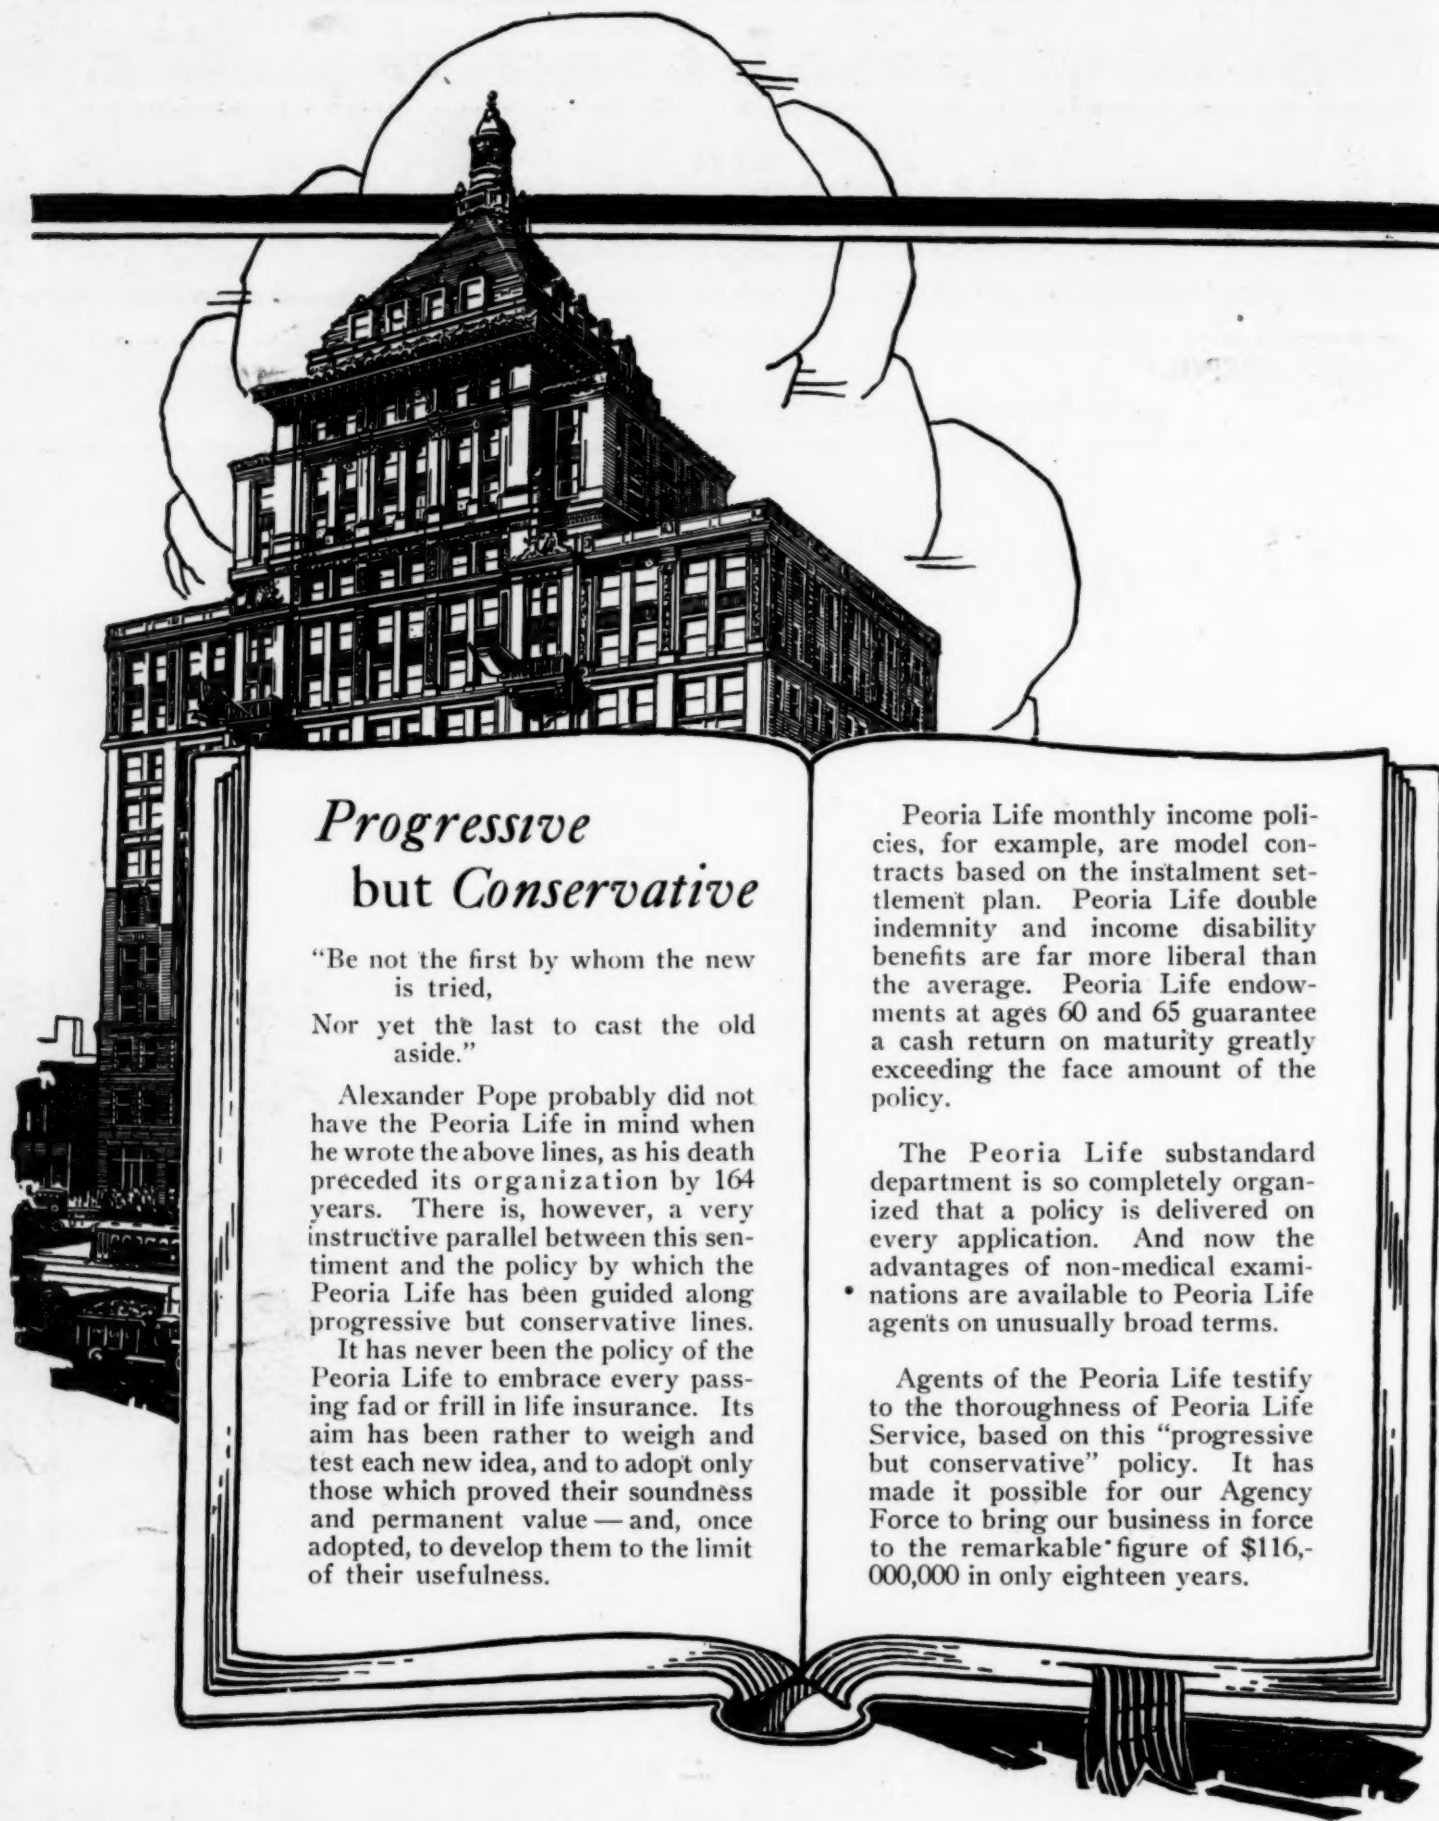 Progressive
but Conservative
“Be not the first by whom the new
is tried,
Nor yet the last to cast the old
aside.”
Alexander Pope probably did not
have the Peoria Life in mind when
he wrote the above lines, as his death
preceded its organization by 164
years. There is, however, a very
instructive parallel between this sen-
timent and the policy by which the
Peoria Life has been guided along
progressive but conservative lines.
It has never been the policy of the
Peoria Life to embrace every pass-
ing fad or frill in life insurance. Its
aim has been rather to weigh and
test each new idea, and to adopt only
those which proved their soundness
and permanent value — and, once
adopted, to develop them to the limit
of their usefulness.
Peoria Life monthly income poli-
cies, for example, are model con-
tracts based on the instalment set-
tlement plan. Peoria Life double
indemnity and income disability
benefits are far more liberal than
the average. Peoria Life endow-
ments at ages 60 and 65 guarantee
a cash return on maturity greatly
exceeding the face amount of the
policy.
The Peoria Life substandard
department is so completely organ-
ized that a policy is delivered on
every application. And now the
advantages of non-medical exami-
nations are available to Peoria Life
agents on unusually broad terms.
Agents of the Peoria Life testify
to the thoroughness of Peoria Life
Service, based on this “progressive
but conservative” policy. It has
made it possible for our Agency
Force to bring our business in force
to the remarkable figure of $116,-
000,000 in only eighteen years.